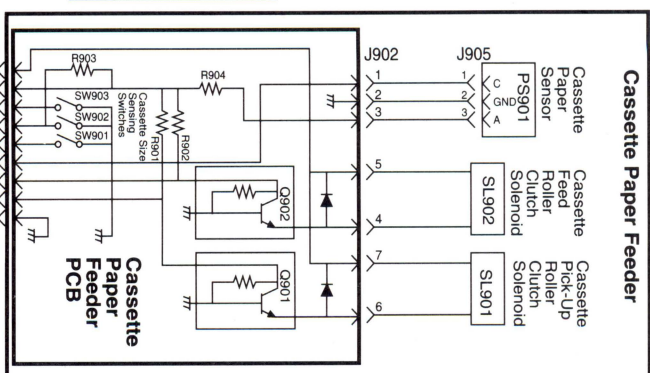 Cassette Paper Feeder
J902
J905
R903
R904
SW903
SW902
SW901
Cassette Size
Sensing
Switches
R901
R902
1
2
3
1
2
3
C
GND
A
PS901
Cassette
Paper
Sensor
Q902
5
4
SL902
Cassette
Feed
Roller
Clutch
Solenoid
Q901
7
6
SL901
Cassette
Pick-Up
Roller
Clutch
Solenoid
Cassette
Paper
Feeder
PCB